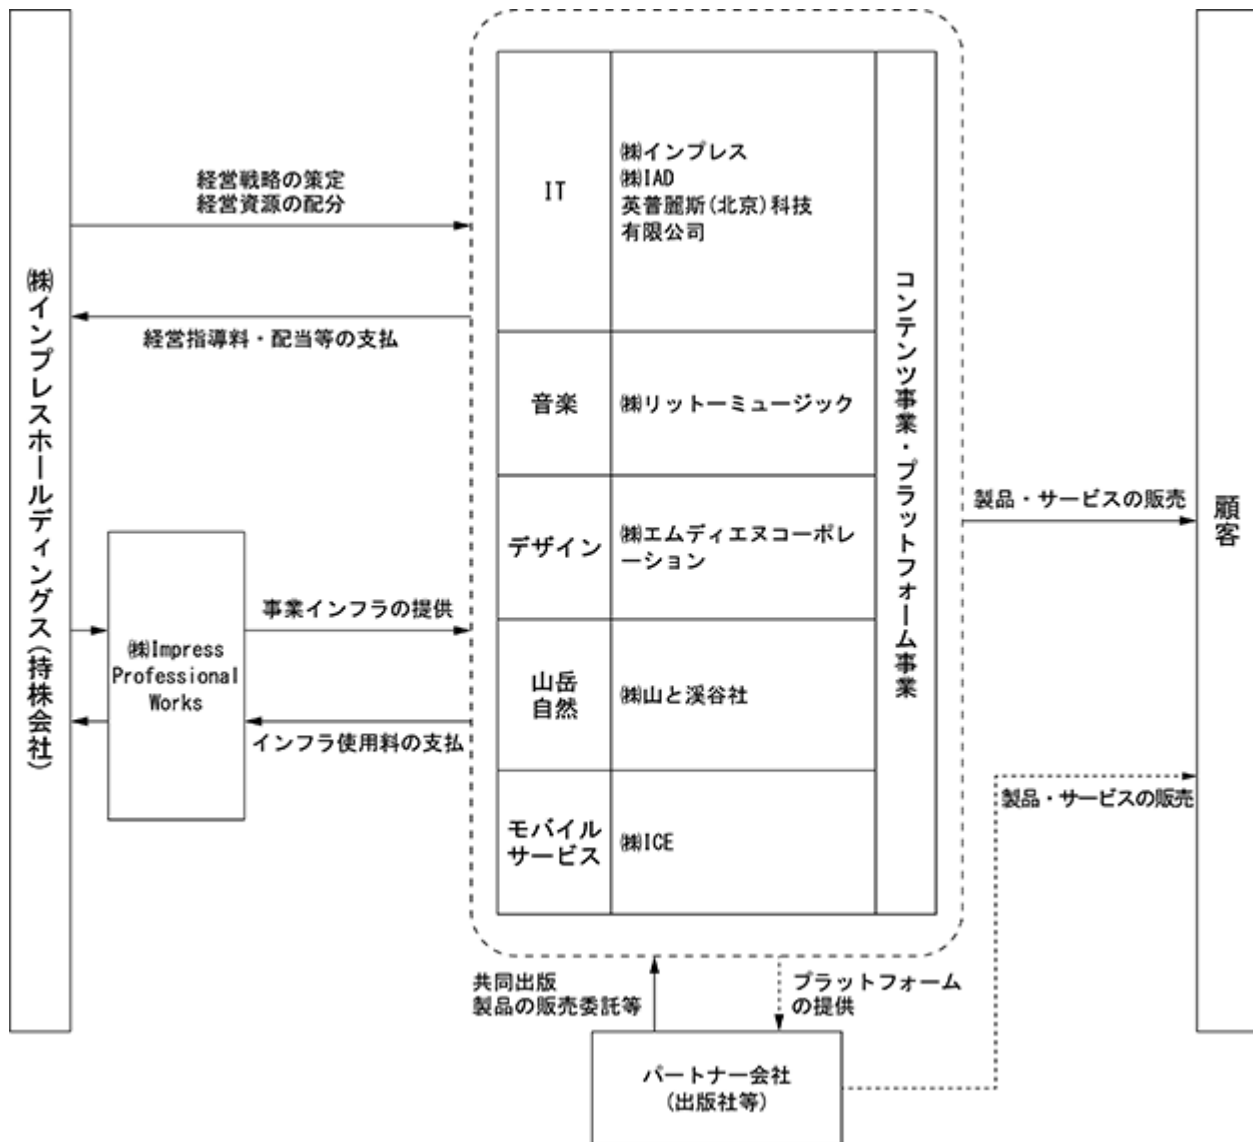 ㈱インプレスホールディングス（持株会社）
経営戦略の策定
経営資源の配分
経営指導料・配当等の支払
㈱Impress
Professional
Works
事業インフラの提供
インフラ使用料の支払
IT
㈱インプレス
㈱IAD
英普麗斯(北京)科技
有限公司
音楽
㈱リットーミュージック
デザイン
㈱エムディエヌコーポレ
ーション
山岳
自然
㈱山と溪谷社
モバイル
サービス
㈱ICE
コンテンツ事業・プラットフォーム事業
製品・サービスの販売
製品・サービスの販売
顧客
共同出版
製品の販売委託等
プラットフォーム
の提供
パートナー会社
(出版社等)